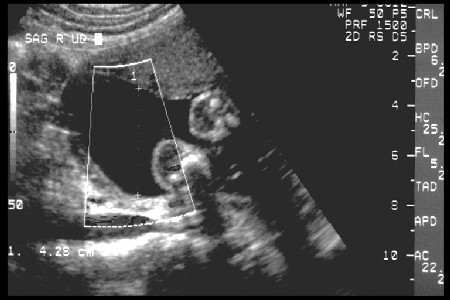 WF 50 P5
PRF 1500
2D RS D5
SAG R UQ
CRL
BPD
6.
OFD
HC
25.
FL
5.
TAD
APD
AC
22.
2
4
6
8
10
0
50
1
1. 4.28 cm